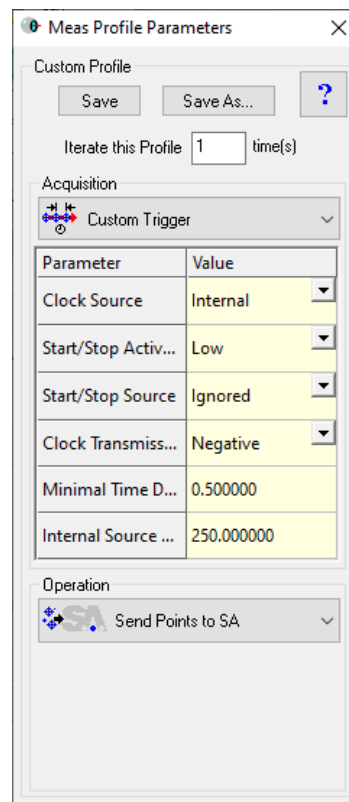 Meas Profile Parameters
Custom Profile
Save Save As... ?
Iterate this Profile 1 time(s)
Acquisition
Custom Trigger
Parameter Value
Clock Source Internal
Start/Stop Activ... Low
Start/Stop Source Ignored
Clock Transmiss... Negative
Minimal Time D... 0.500000
Internal Source ... 250.000000
Operation
SA Send Points to SA